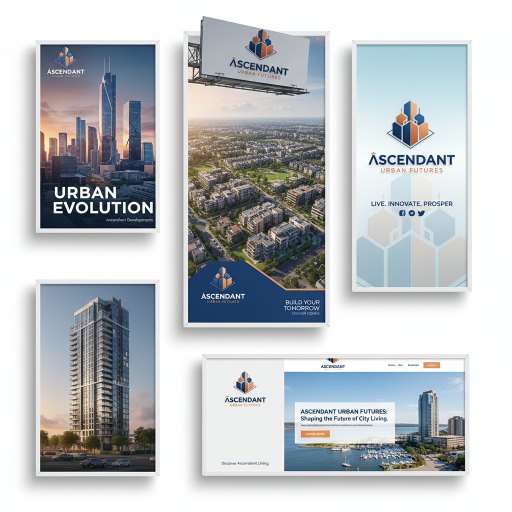 ASCENDANT
URBAN
EVOLUTION
Ascendant Developments
ASCENDANT
URBAN FUTURES
ASCENDANT
URBAN FUTURES
BUILD YOUR
TOMORROW
ASCENDANT
URBAN FUTURES
LIVE. INNOVATE. PROSPER.
ASCENDANT
URBAN FUTURES
Discover Ascendant Living.
ASCENDANT
ASCENDANT URBAN FUTURES:
Shaping the Future of City Living.